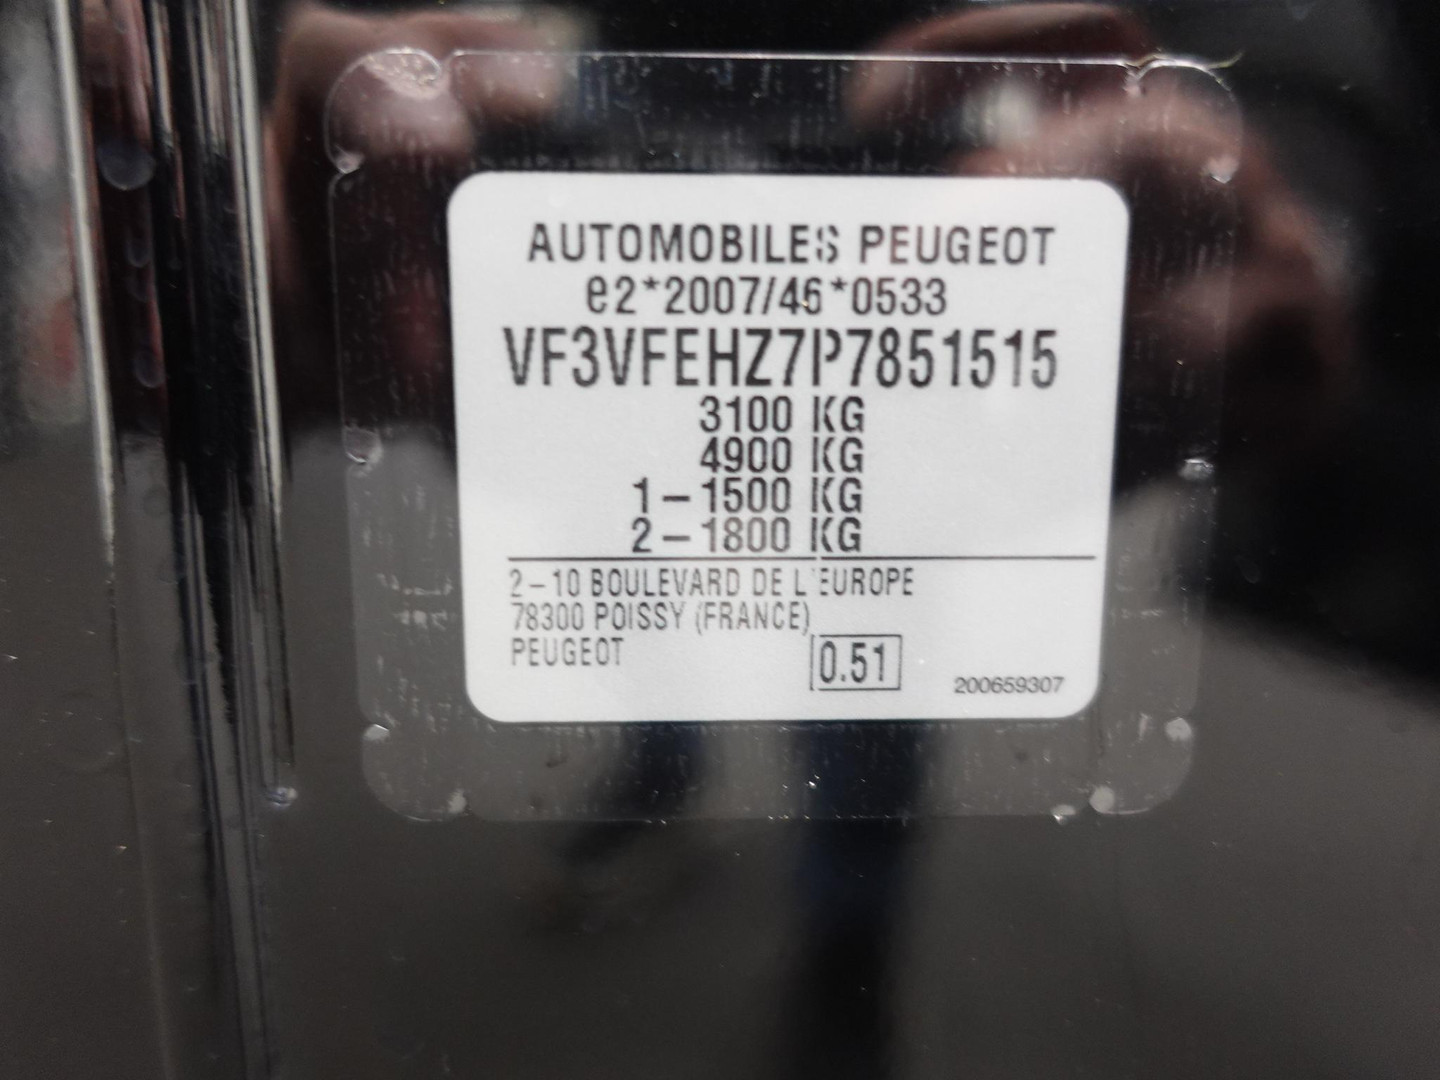 AUTOMOBILES PEUGEOT
e2*2007/46*0533
VF3VFEHZ7P7851515
3100 KG
4900 KG
1-1500 KG
2-1800 KG
2-10 BOULEVARD DE L'EUROPE
78300 POISSY (FRANCE)
PEUGEOT
0.51
200659307